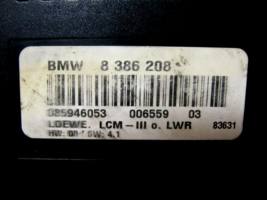 BMW 8 386 208
085946053 006559 03
LOEWE. LCM-III o. LWR 83631
HW: 08 / SW: 4.1